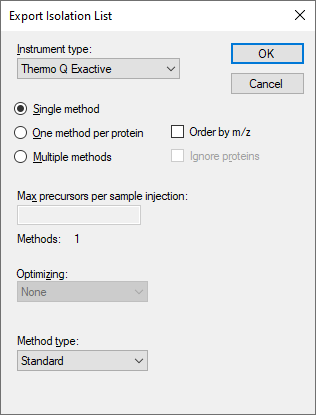 Export Isolation List
Instrument type:
Thermo Q Exactive
OK
Cancel
Single method
One method per protein
Order by m/z
Multiple methods
Ignore proteins
Max precursors per sample injection:
Methods: 1
Optimizing:
None
Method type:
Standard